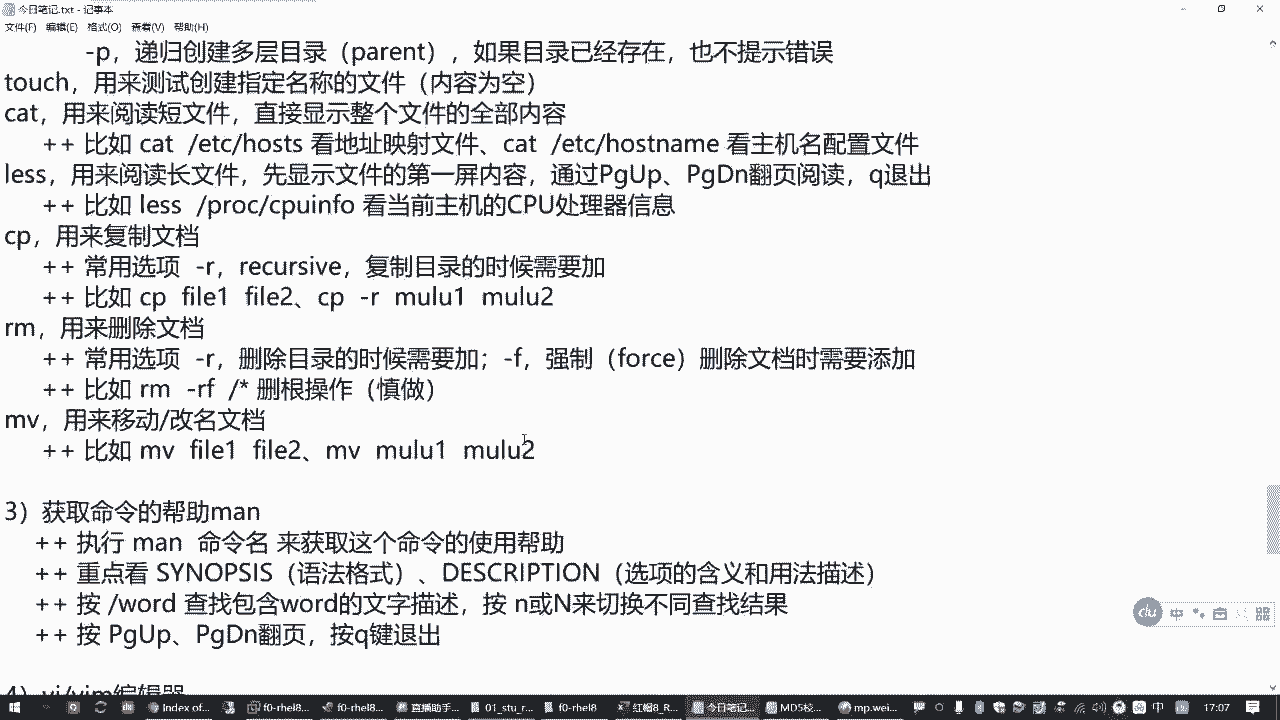 今日笔记.txt - 记事本
文件(F) 编辑(E) 格式(O) 查看(V) 帮助(H)
-p，递归创建多层目录（parent），如果目录已经存在，也不提示错误
touch，用来测试创建指定名称的文件（内容为空）
cat，用来阅读短文件，直接显示整个文件的全部内容
++ 比如 cat  /etc/hosts 看地址映射文件、cat  /etc/hostname 看主机名配置文件
less，用来阅读长文件，先显示文件的第一屏内容，通过PgUp、PgDn翻页阅读，q退出
++ 比如 less  /proc/cpuinfo 看当前主机的CPU处理器信息
cp，用来复制文档
++ 常用选项  -r，recursive，复制目录的时候需要加
++ 比如 cp  file1  file2、cp  -r  mulu1  mulu2
rm，用来删除文档
++ 常用选项  -r，删除目录的时候需要加；-f，强制（force）删除文档时需要添加
++ 比如 rm  -rf  /* 删根操作（慎做）
mv，用来移动/改名文档
++ 比如 mv  file1  file2、mv  mulu1  mulu2
3）获取命令的帮助man
++ 执行 man  命令名 来获取这个命令的使用帮助
++ 重点看 SYNOPSIS（语法格式）、DESCRIPTION（选项的含义和用法描述）
++ 按 /word 查找包含word的文字描述，按 n或N来切换不同查找结果
++ 按 PgUp、PgDn翻页，按q键退出
4）vi/vim编辑器
du 中
Index of... f0-rhel8... f0-rhel8... 直播助手... 01_stu_r... f0-rhel8 红帽8_R... 今日笔记... MD5校... mp.wei... 中 17:07